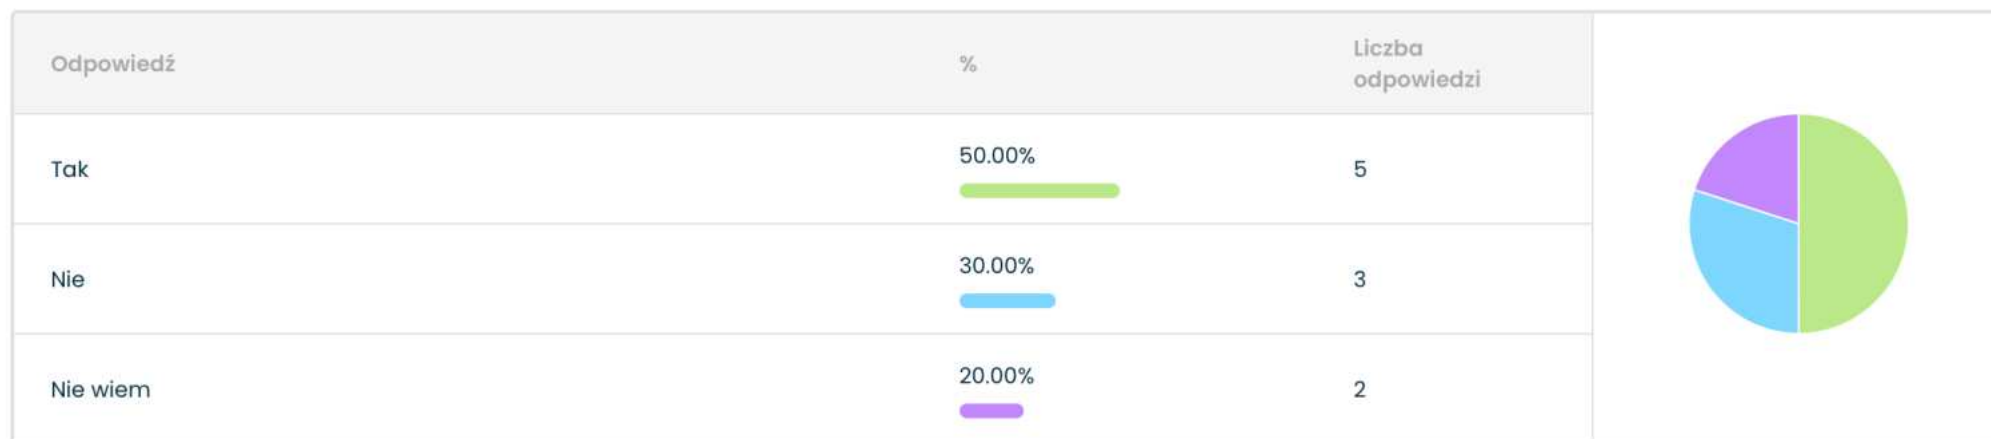 Odpowiedź % Liczba
odpowiedzi
Tak 50.00% 5
Nie 30.00% 3
Nie wiem 20.00% 2